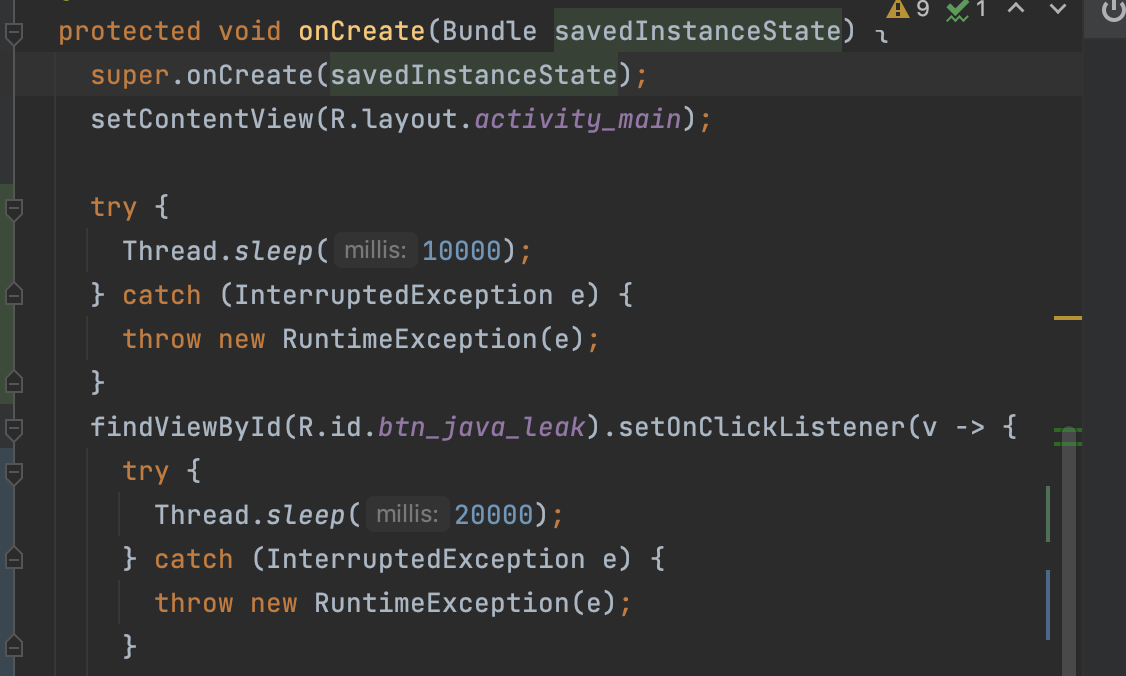 9 1
protected void onCreate(Bundle savedInstanceState) {
super.onCreate(savedInstanceState);
setContentView(R.layout.activity_main);
try {
Thread.sleep( millis: 10000);
} catch (InterruptedException e) {
throw new RuntimeException(e);
}
findViewById(R.id.btn_java_leak).setOnClickListener(v -> {
try {
Thread.sleep( millis: 20000);
} catch (InterruptedException e) {
throw new RuntimeException(e);
}